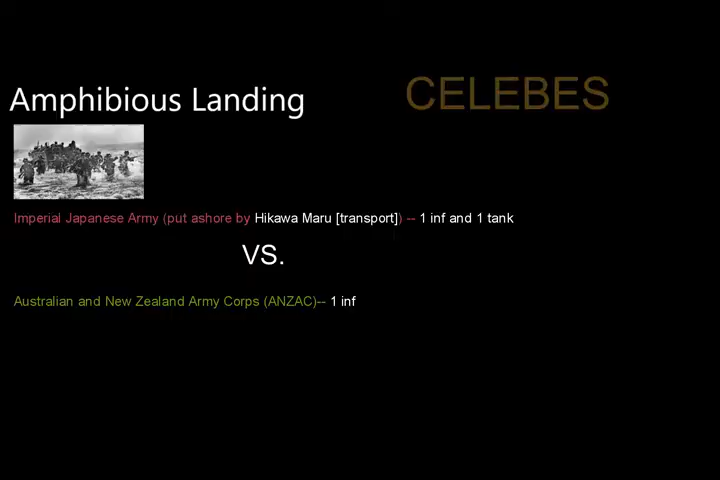 CELEBES
Amphibious Landing
Imperial Japanese Army (put ashore by Hikawa Maru [transport]) -- 1 inf and 1 tank
VS.
Australian and New Zealand Army Corps (ANZAC)-- 1 inf